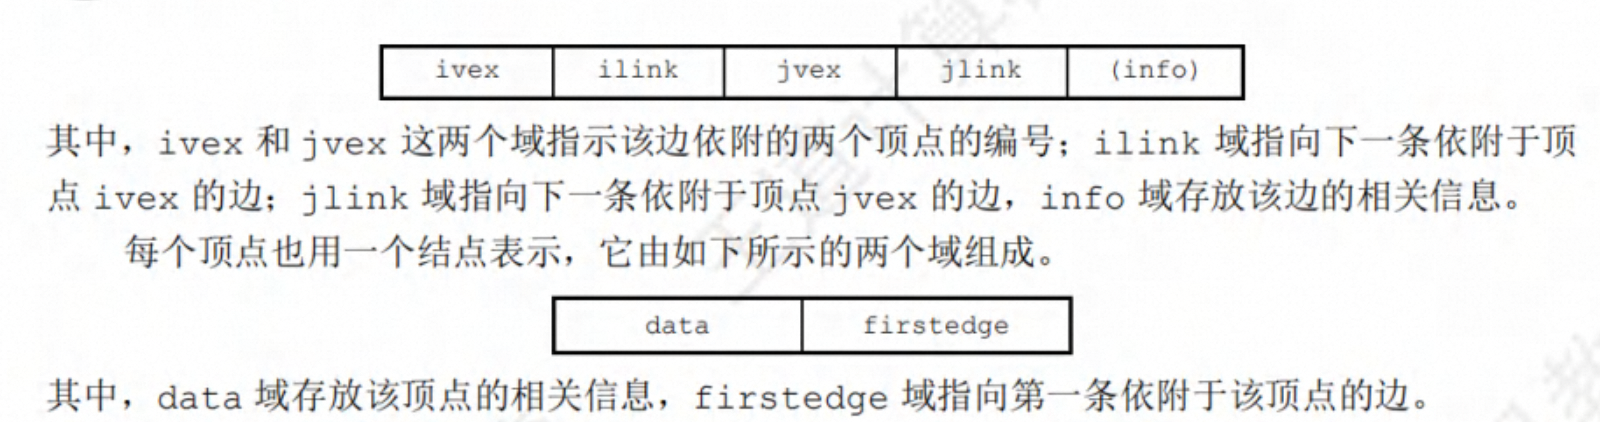 ivex ilink jvex jlink (info)
其中，ivex 和 jvex 这两个域指示该边依附的两个顶点的编号；ilink 域指向下一条依附于顶
点 ivex 的边；jlink 域指向下一条依附于顶点 jvex 的边，info 域存放该边的相关信息。
每个顶点也用一个结点表示，它由如下所示的两个域组成。
data firstedge
其中，data 域存放该顶点的相关信息，firstedge 域指向第一条依附于该顶点的边。